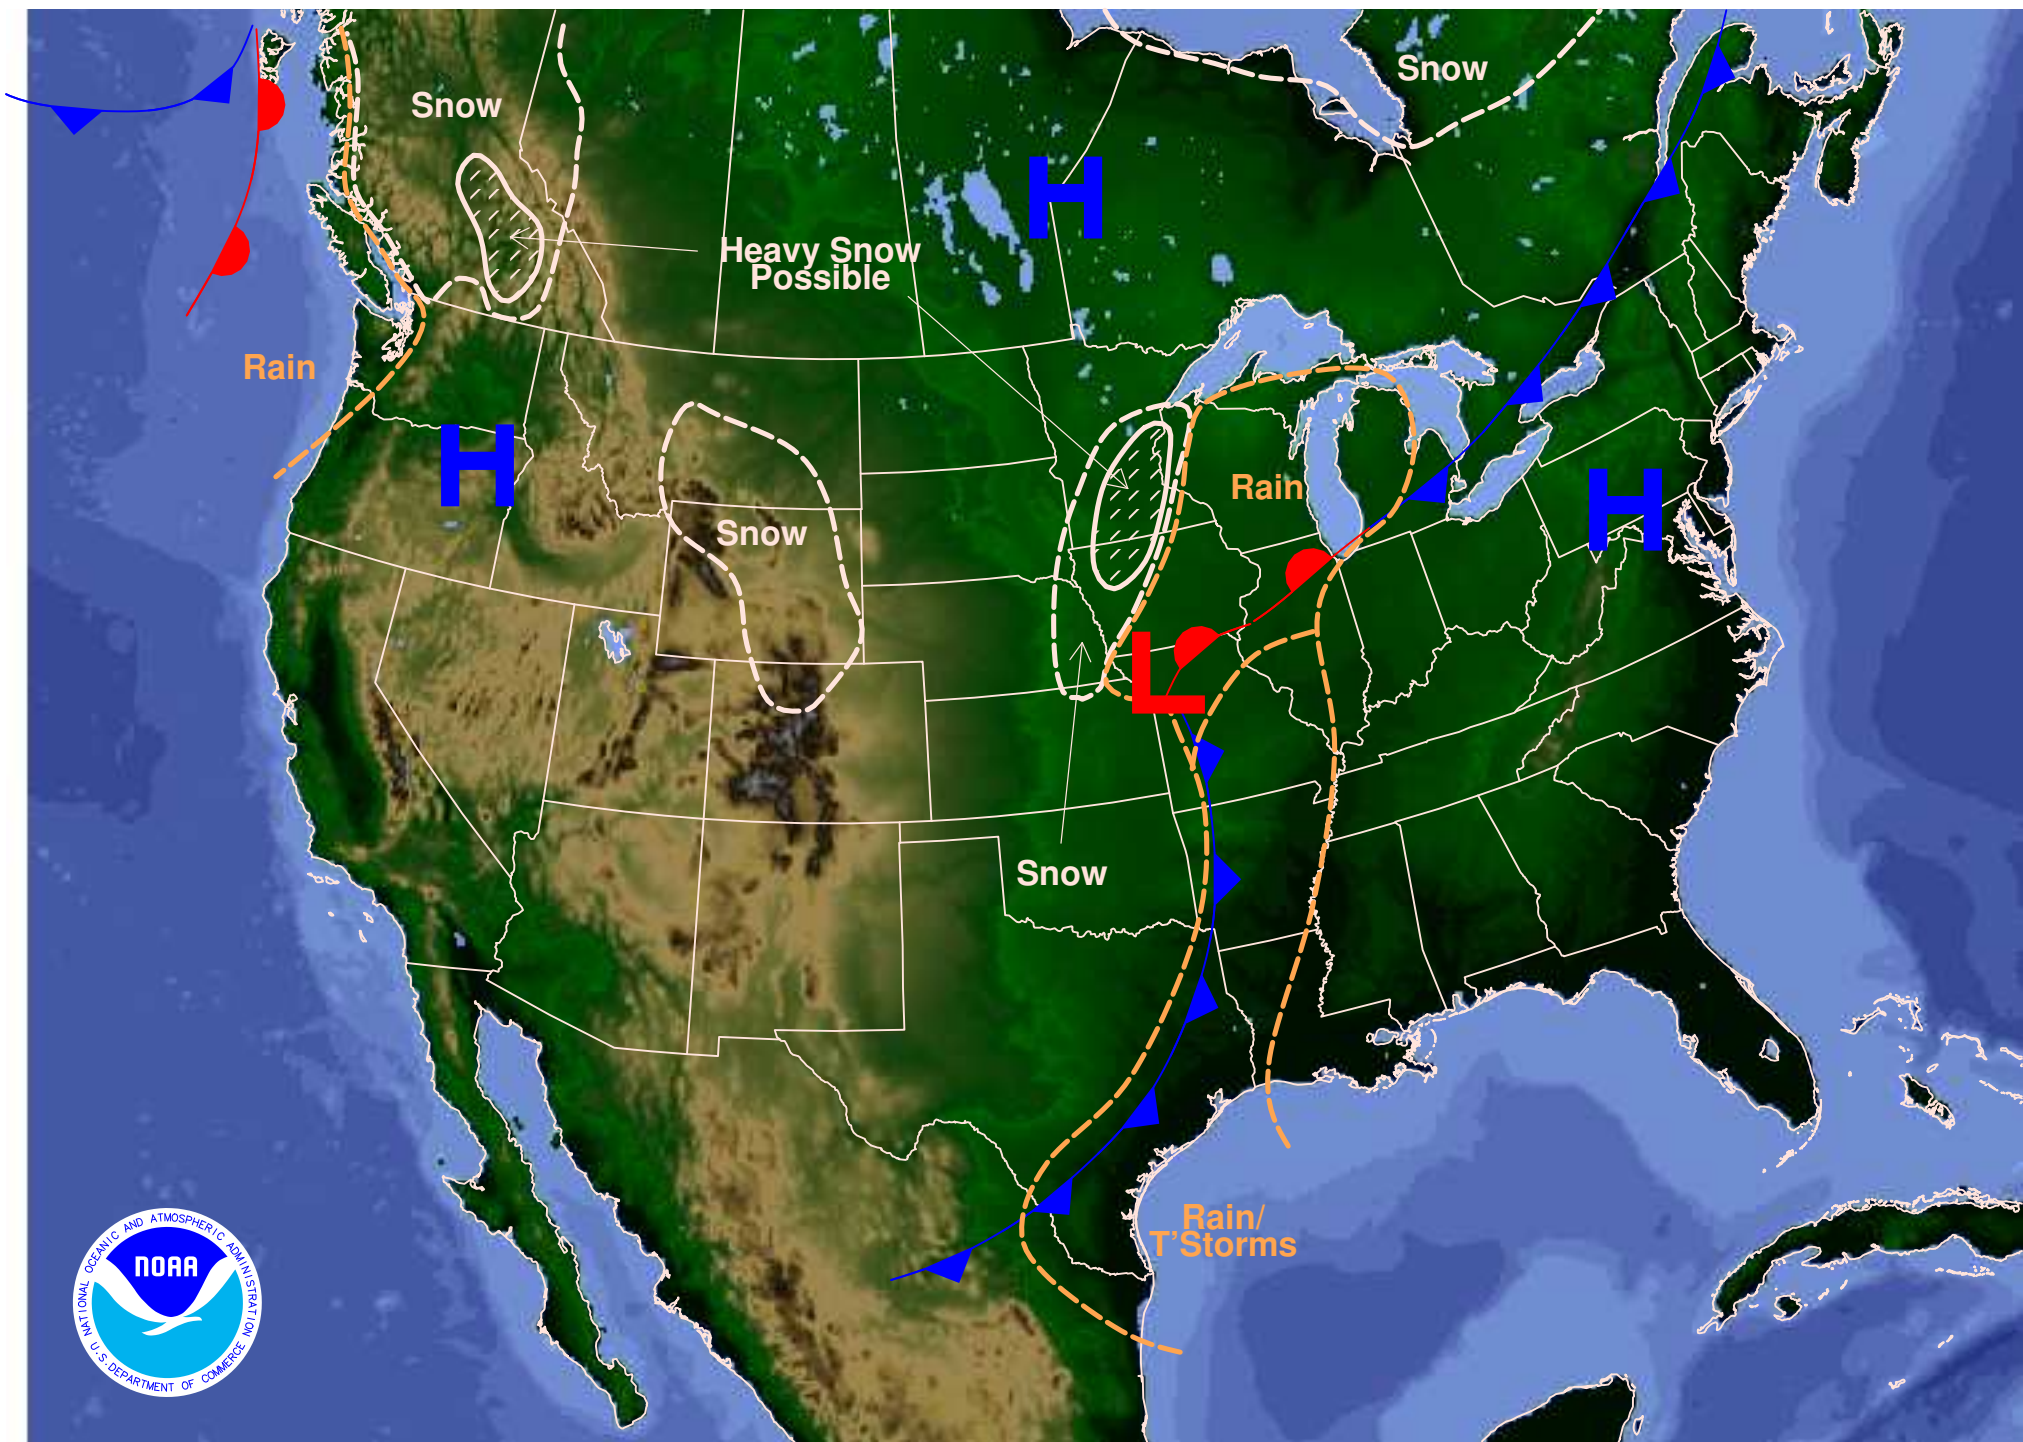 Snow
Snow
H
Heavy Snow
Possible
Rain
H
Snow
Rain
H
L
Snow
Rain/
T'Storms
NATIONAL OCEANIC AND ATMOSPHERIC ADMINISTRATION
NOAA
U.S. DEPARTMENT OF COMMERCE